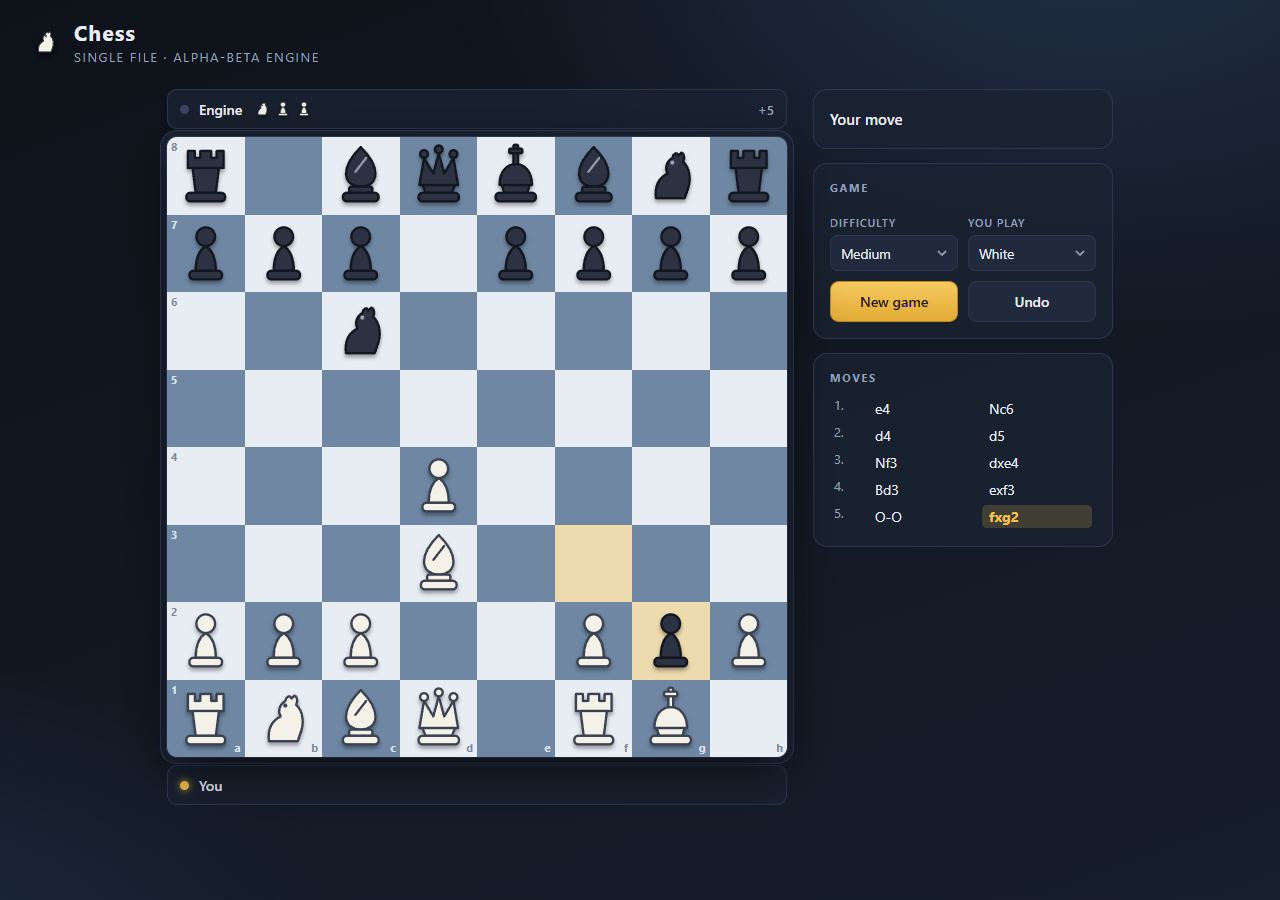 Chess
SINGLE FILE · ALPHA-BETA ENGINE
Engine +5
8
7
6
5
4
3
2
1
a b c d e f g h
You
Your move
GAME
DIFFICULTY YOU PLAY
Medium White
New game Undo
MOVES
1. e4 Nc6
2. d4 d5
3. Nf3 dxe4
4. Bd3 exf3
5. O-O fxg2